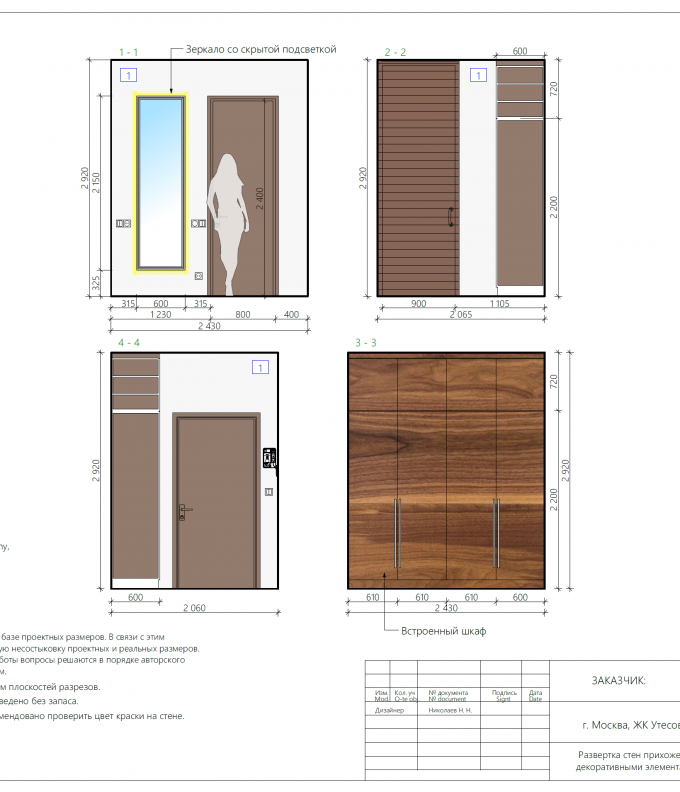 1 - 1
Зеркало со скрытой подсветкой
1
2 920
2 150
325
2 400
315
600
315
1 230
800
400
2 430
2 - 2
600
1
720
2 920
2 200
900
1 105
2 065
4 - 4
1
2 920
600
2 060
3 - 3
720
2 200
2 920
610
610
610
600
2 430
Встроенный шкаф
базе проектных размеров. В связи с этим
ую несостыковку проектных и реальных размеров.
боты вопросы решаются в порядке авторского
м.
м плоскостей разрезов.
ведено без запаса.
мендовано проверить цвет краски на стене.
ЗАКАЗЧИК:
Изм. Кол. уч № документа Подпись Дата
Mod. Q-te ob № document Signt Date
Дизайнер Николаев Н. Н.
г. Москва, ЖК Утесов
Развертка стен прихоже
декоративными элемента